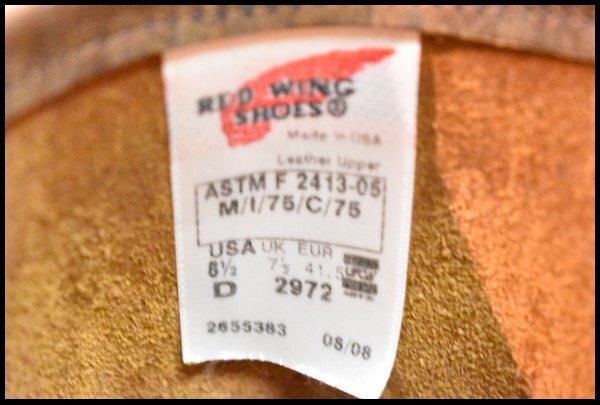 RED WING
SHOES®
Made in USA
Leather Upper
ASTM F 2413-05
M/I/75/C/75
USA UK EUR
8½ 7½ 41.5
D 2972
2655383 08/08